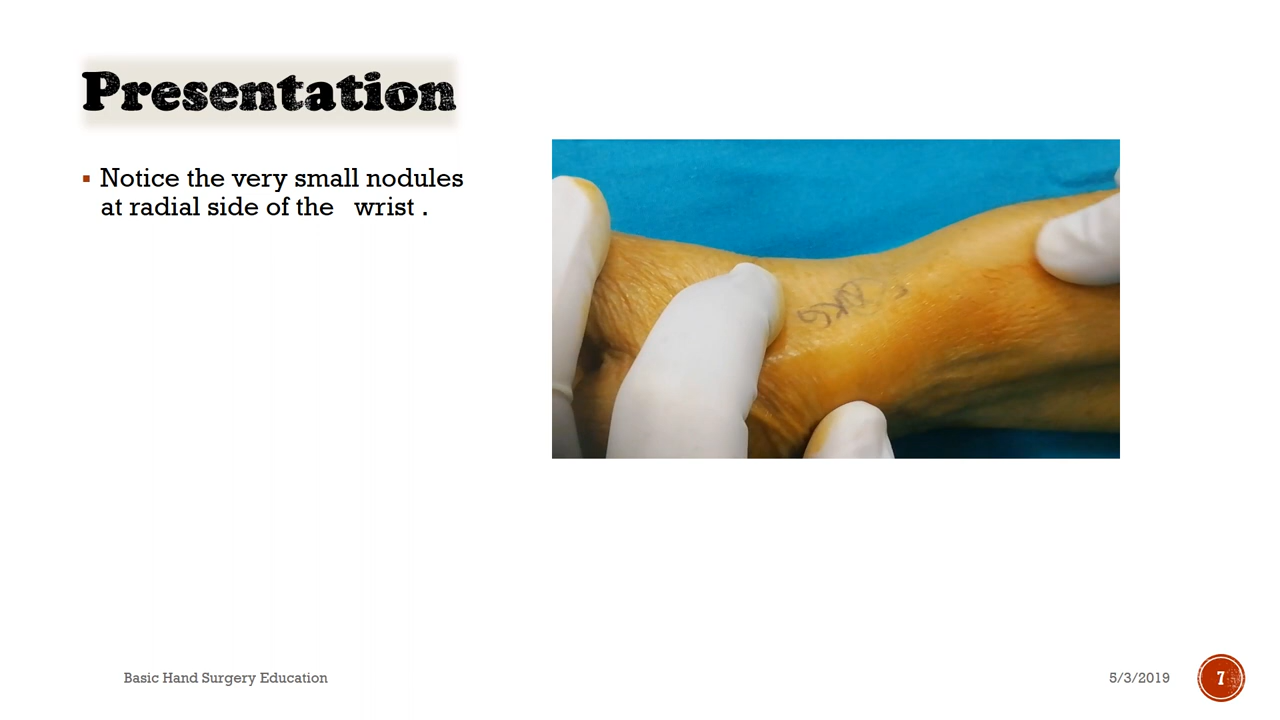 Presentation
▪ Notice the very small nodules
at radial side of the wrist .
Basic Hand Surgery Education
5/3/2019
7